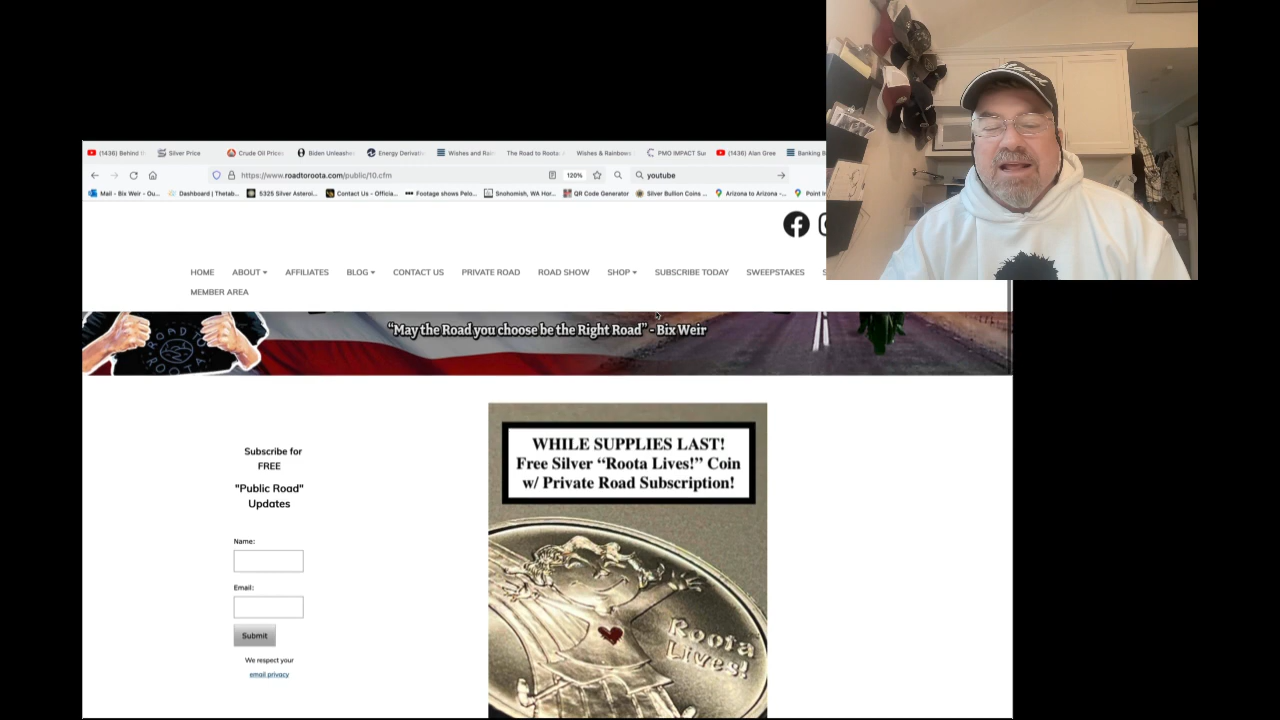 (1436) Behind t
Silver Price
Crude Oil Price
Biden Unleashe
Energy Derivati
Wishes and Rai
The Road to Roota
Wishes & Rainbows
PMO IMPACT Su
(1436) Alan Gree
Banking B
https://www.roadtoroota.com/public/10.cfm
120%
youtube
Mail - Bix Weir - Ou...
Dashboard | Thetab...
5325 Silver Asteroi...
Contact Us - Officia...
Footage shows Pelo...
Snohomish, WA Hor...
QR Code Generator
Silver Bullion Coins ...
Arizona to Arizona -...
Point In
HOME ABOUT AFFILIATES BLOG CONTACT US PRIVATE ROAD ROAD SHOW SHOP SUBSCRIBE TODAY SWEEPSTAKES S
MEMBER AREA
ROAD TO
ROOTA
“May the Road you choose be the Right Road” - Bix Weir
Subscribe for
FREE
"Public Road"
Updates
Name:
Email:
Submit
We respect your
email privacy
WHILE SUPPLIES LAST!
Free Silver “Roota Lives!” Coin
w/ Private Road Subscription!
Roota
Lives!